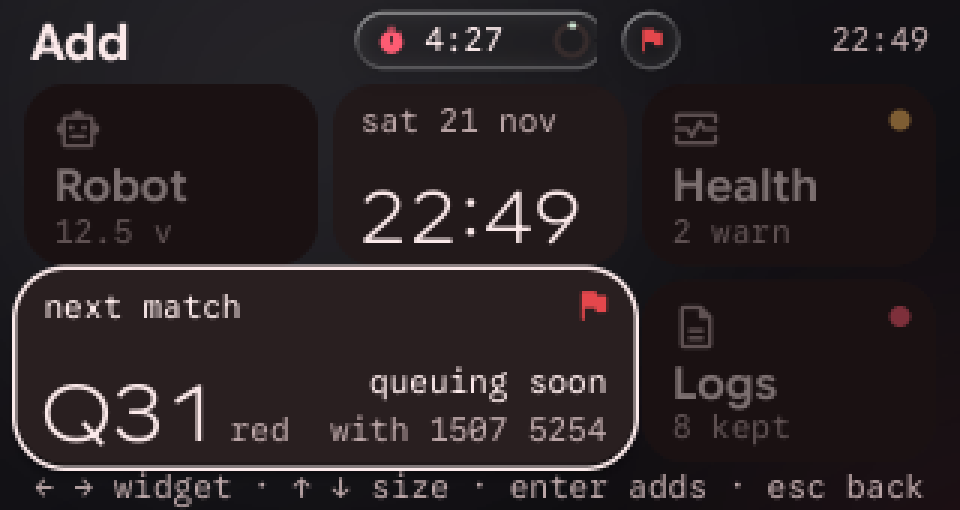 Add 4:27 22:49
Robot
12.5 v
sat 21 nov
22:49
Health
2 warn
next match
Q31 red
queuing soon
with 1507 5254
Logs
8 kept
← → widget · ↑ ↓ size · enter adds · esc back